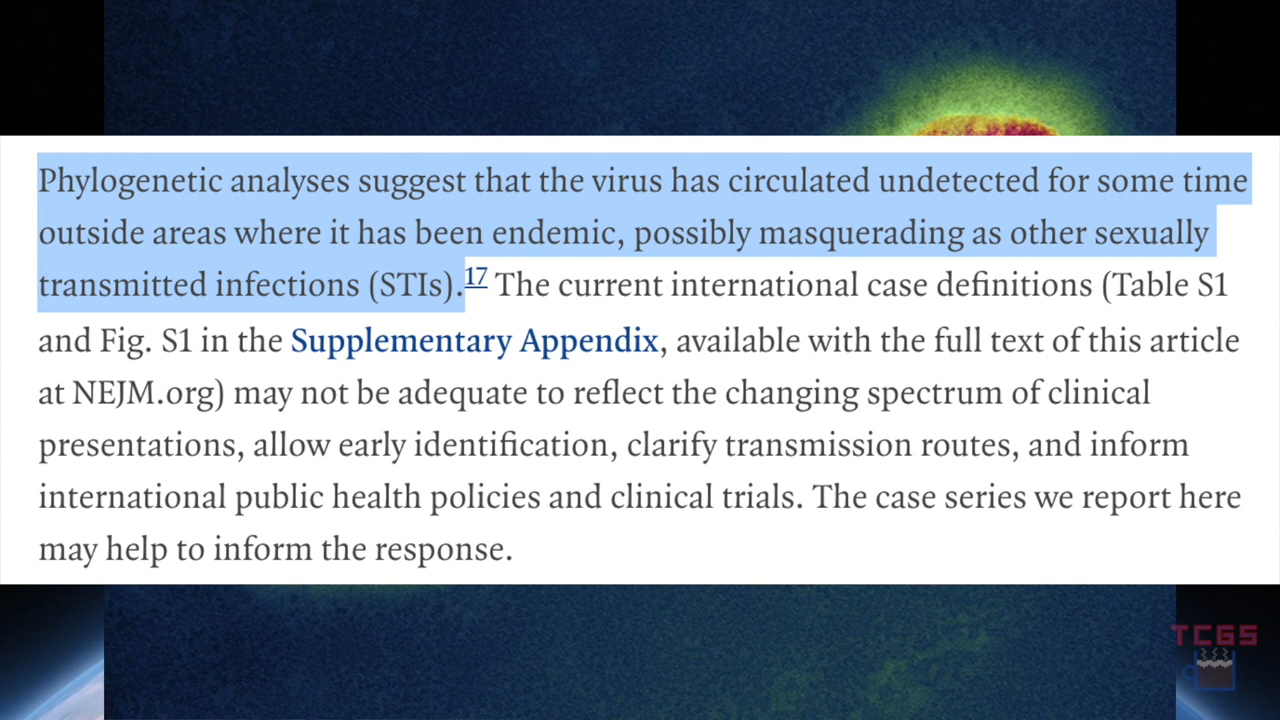 Phylogenetic analyses suggest that the virus has circulated undetected for some time
outside areas where it has been endemic, possibly masquerading as other sexually
transmitted infections (STIs).17 The current international case definitions (Table S1
and Fig. S1 in the Supplementary Appendix, available with the full text of this article
at NEJM.org) may not be adequate to reflect the changing spectrum of clinical
presentations, allow early identification, clarify transmission routes, and inform
international public health policies and clinical trials. The case series we report here
may help to inform the response.
TCGS